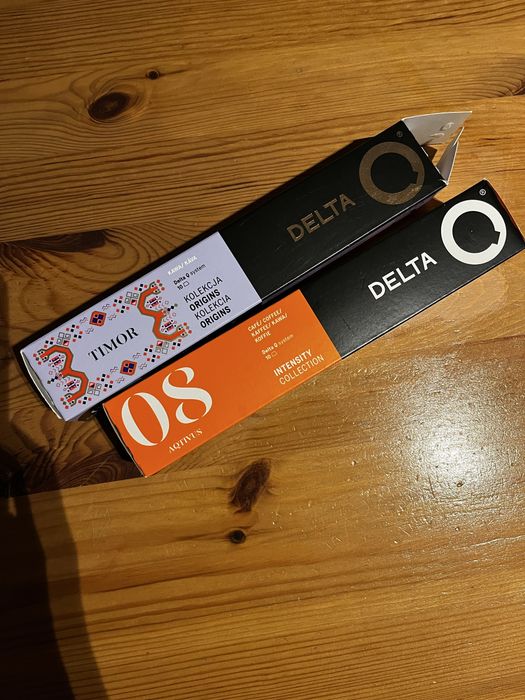 DELTA Q ®
KAWA/ KÁVA
Delta Q system
10
KOLEKCJA
ORIGINS
KOLEKCIA
ORIGINS
TIMOR
DELTA Q ®
CAFÉ/ COFFEE/
KAFFEE/ KAWA/
KOFFIE
Delta Q system
10
INTENSITY
COLLECTION
08
AQTIVUS